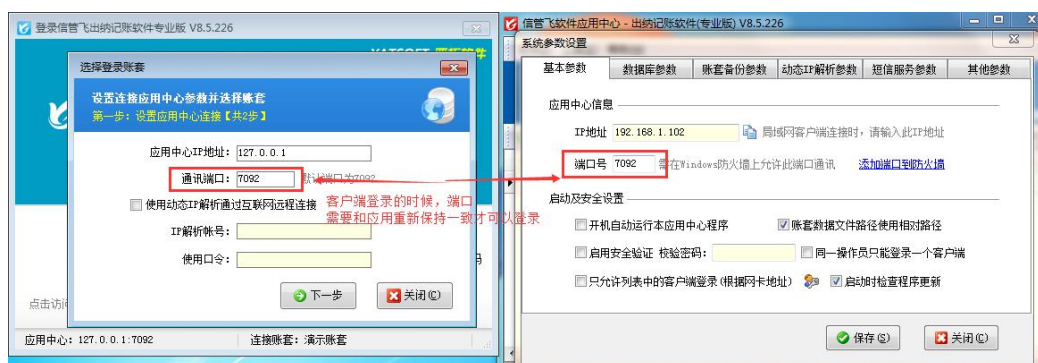 登录信管飞出纳记账软件专业版 V8.5.226
选择登录账套
设置连接应用中心参数并选择账套
第一步：设置应用中心连接【共2步】
应用中心IP地址： 127.0.0.1
通讯端口： 7092 默认端口为7092
使用动态IP解析通过互联网远程连接
IP解析帐号：
使用口令：
点击访问
下一步
关闭(C)
应用中心：127.0.0.1:7092 连接账套：演示账套
客户端登录的时候，端口
需要和应用重新保持一致才可以登录
信管飞软件应用中心 - 出纳记账软件(专业版) V8.5.226
系统参数设置
基本参数 数据库参数 账套备份参数 动态IP解析参数 短信服务参数 其他参数
应用中心信息
IP地址 192.168.1.102 局域网客户端连接时，请输入此IP地址
端口号 7092 需在Windows防火墙上允许此端口通讯 添加端口到防火墙
启动及安全设置
开机自动运行本应用中心程序 账套数据文件路径使用相对路径
启用安全验证 校验密码： 同一操作员只能登录一个客户端
只允许列表中的客户端登录(根据网卡地址) 启动时检查程序更新
保存(S) 关闭(C)